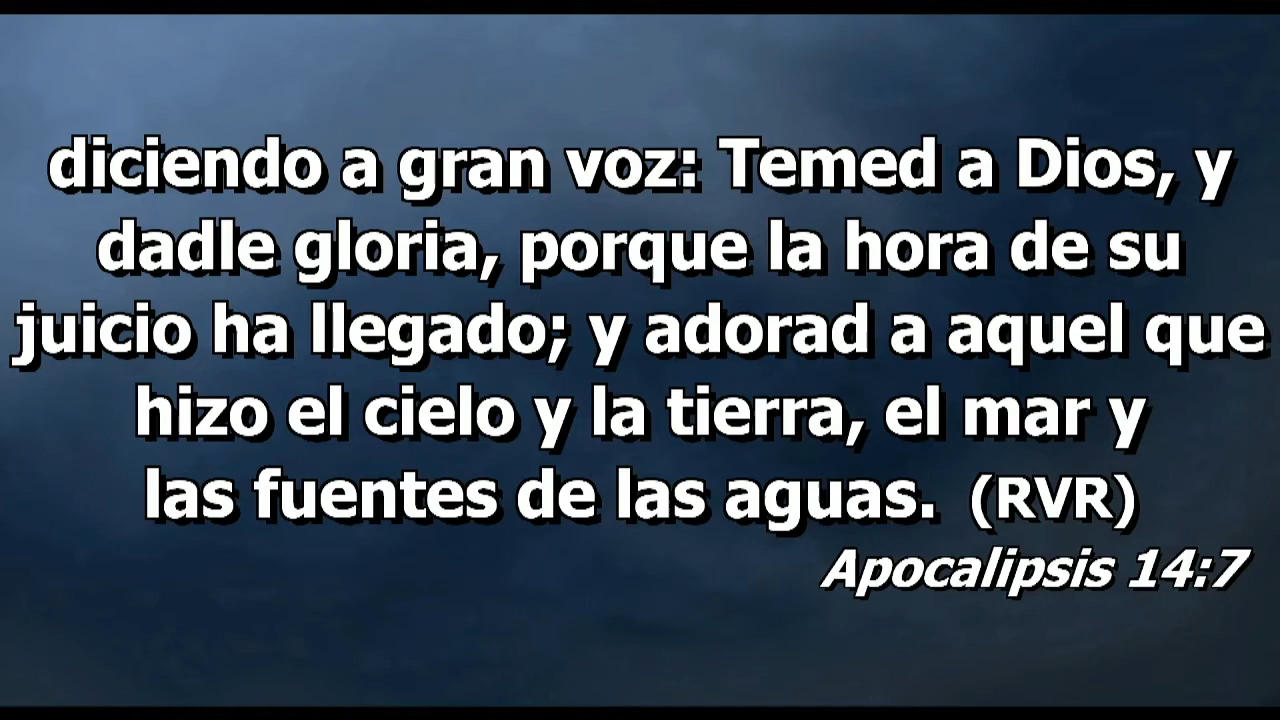 diciendo a gran voz: Temed a Dios, y
dadle gloria, porque la hora de su
juicio ha llegado; y adorad a aquel que
hizo el cielo y la tierra, el mar y
las fuentes de las aguas. (RVR)
Apocalipsis 14:7